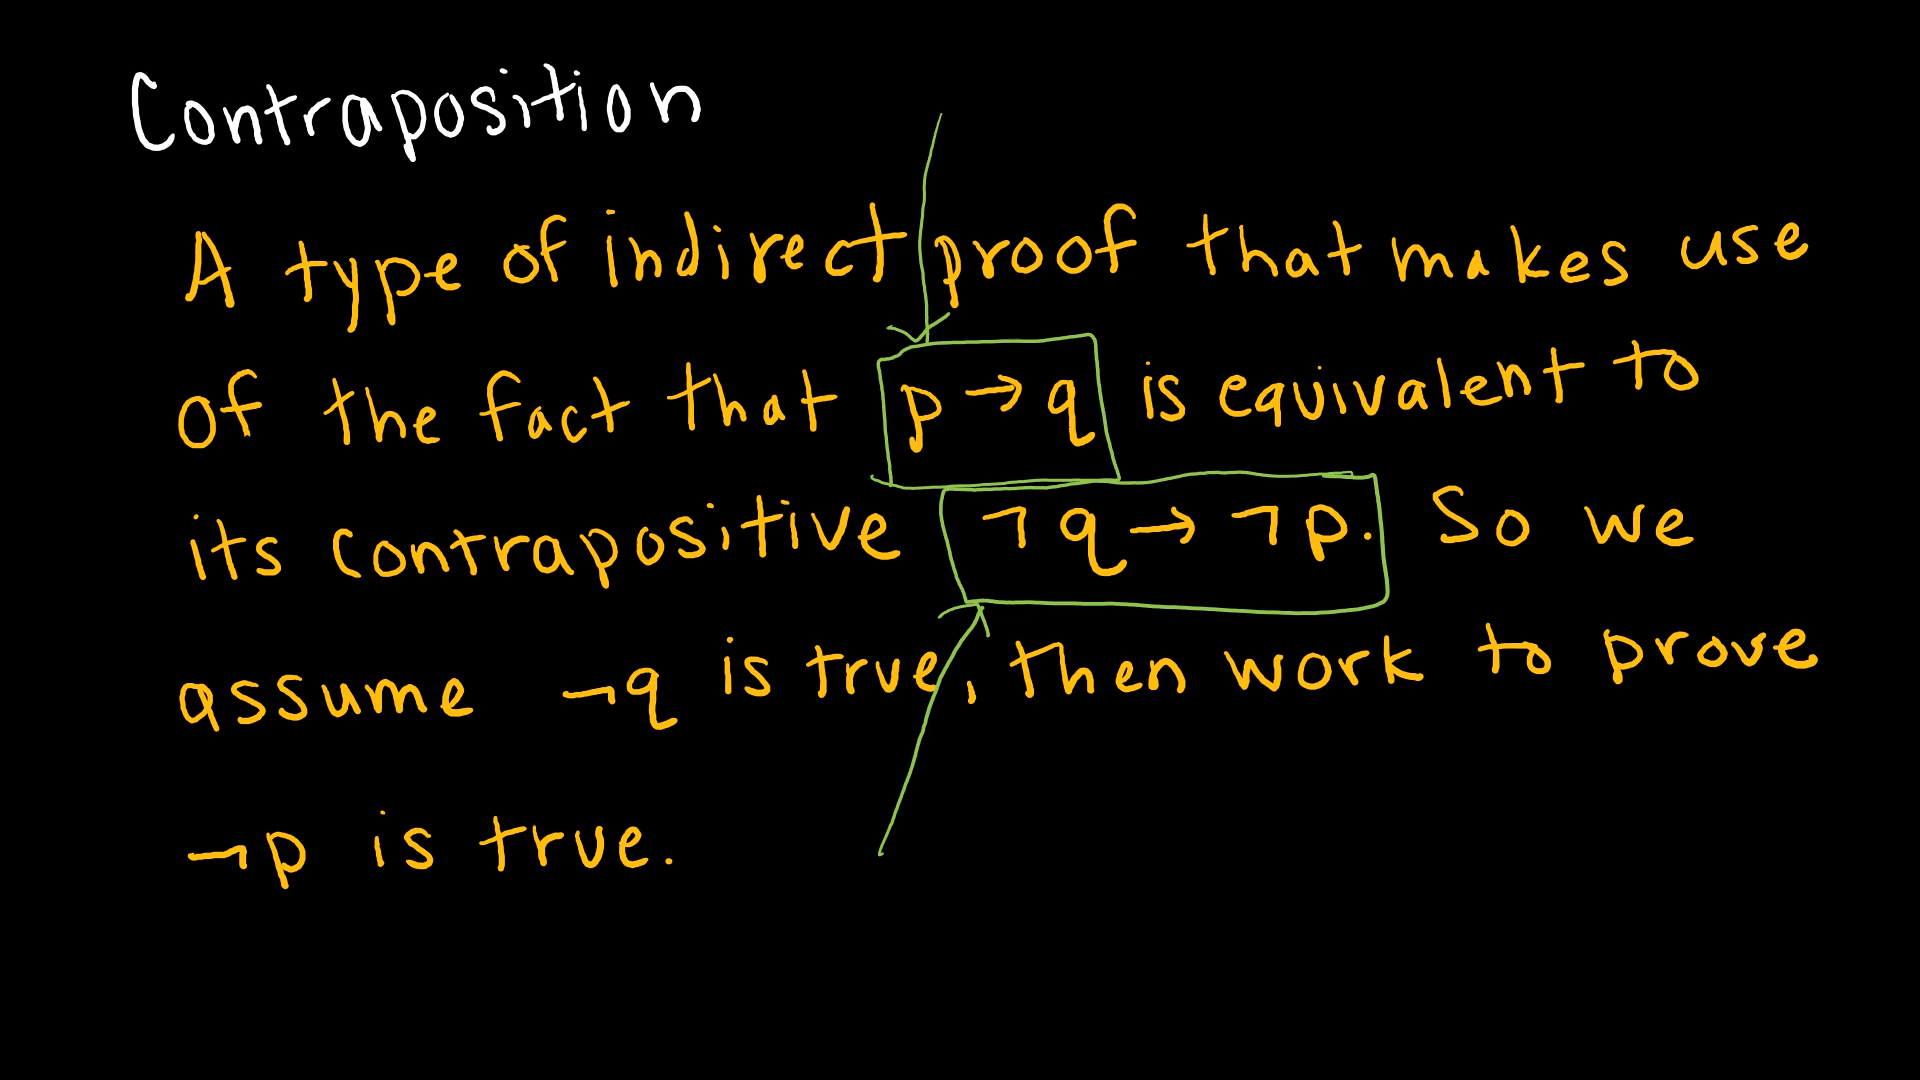 Contraposition
A type of indirect proof that makes use
of the fact that p → q is equivalent to
its contrapositive ¬q → ¬p. So we
assume ¬q is true, then work to prove
¬p is true.